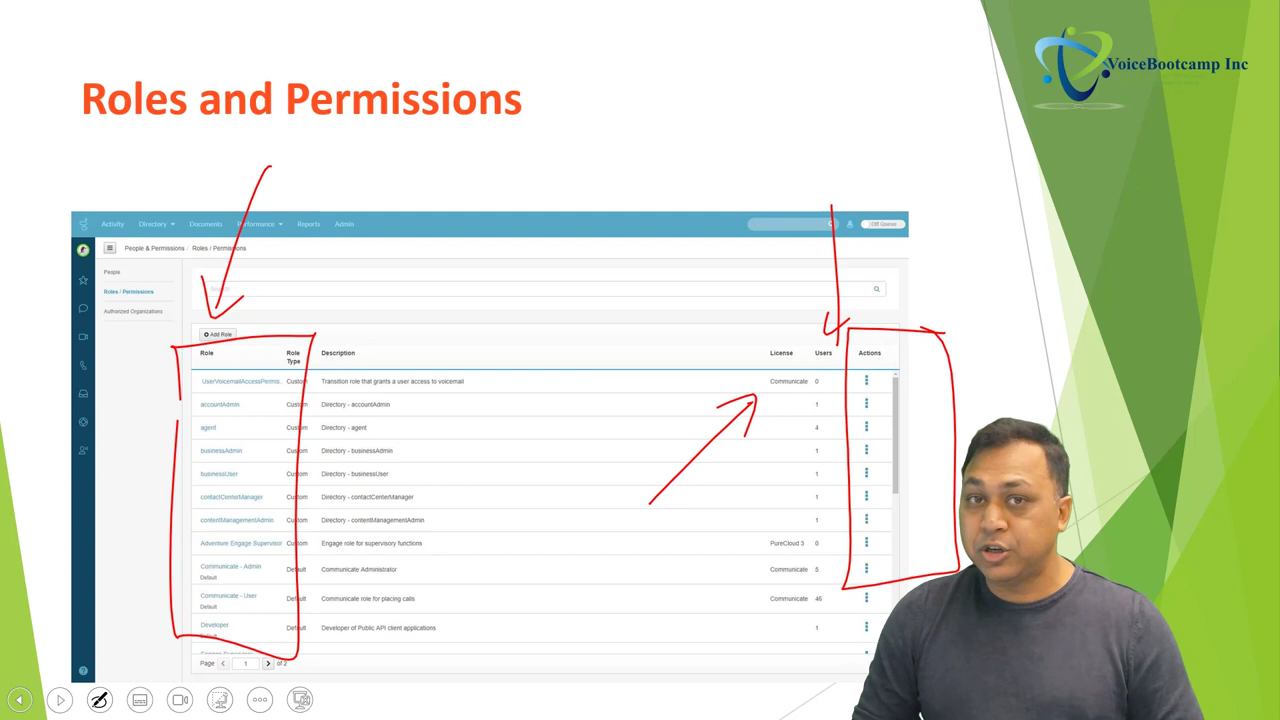 VoiceBootcamp Inc
Roles and Permissions
Activity Directory Documents Performance Reports Admin Off Queue
People & Permissions / Roles / Permissions
People
Roles / Permissions
Search
Authorized Organizations
Add Role
Role Role Type Description License Users Actions
UserVoicemailAccessPermis.. Custom Transition role that grants a user access to voicemail Communicate 0
accountAdmin Custom Directory - accountAdmin 1
agent Custom Directory - agent 4
businessAdmin Custom Directory - businessAdmin 1
businessUser Custom Directory - businessUser 1
contactCenterManager Custom Directory - contactCenterManager 1
contentManagementAdmin Custom Directory - contentManagementAdmin 1
Adventure Engage Supervisor Custom Engage role for supervisory functions PureCloud 3 0
Communicate - Admin Default Communicate Administrator Communicate 5
Default
Communicate - User Default Communicate role for placing calls Communicate 46
Default
Developer Default Developer of Public API client applications 1
Default
Page 1 of 2